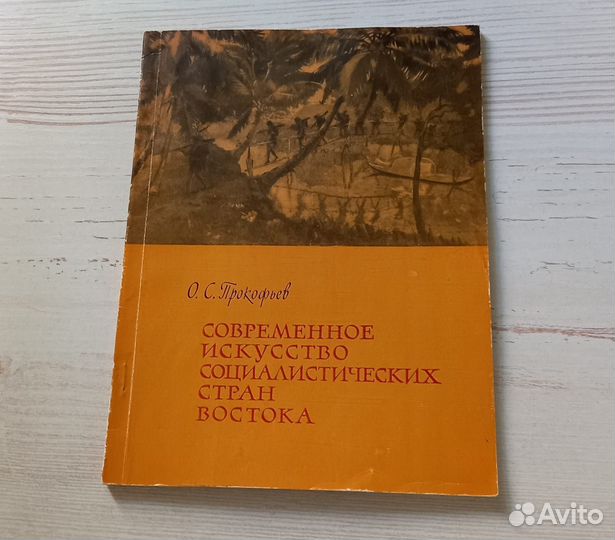 О. С. Прокофьев
СОВРЕМЕННОЕ
ИСКУССТВО
СОЦИАЛИСТИЧЕСКИХ
СТРАН
ВОСТОКА
Avito